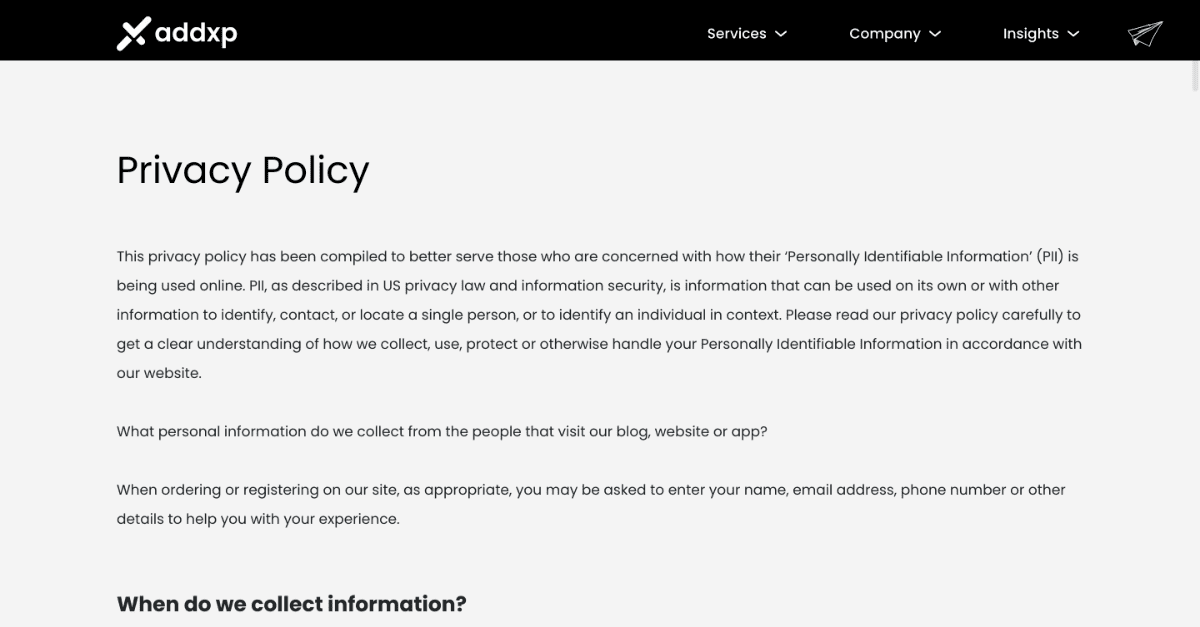 addxp
Services
Company
Insights
Privacy Policy
This privacy policy has been compiled to better serve those who are concerned with how their ‘Personally Identifiable Information’ (PII) is
being used online. PII, as described in US privacy law and information security, is information that can be used on its own or with other
information to identify, contact, or locate a single person, or to identify an individual in context. Please read our privacy policy carefully to
get a clear understanding of how we collect, use, protect or otherwise handle your Personally Identifiable Information in accordance with
our website.
What personal information do we collect from the people that visit our blog, website or app?
When ordering or registering on our site, as appropriate, you may be asked to enter your name, email address, phone number or other
details to help you with your experience.
When do we collect information?